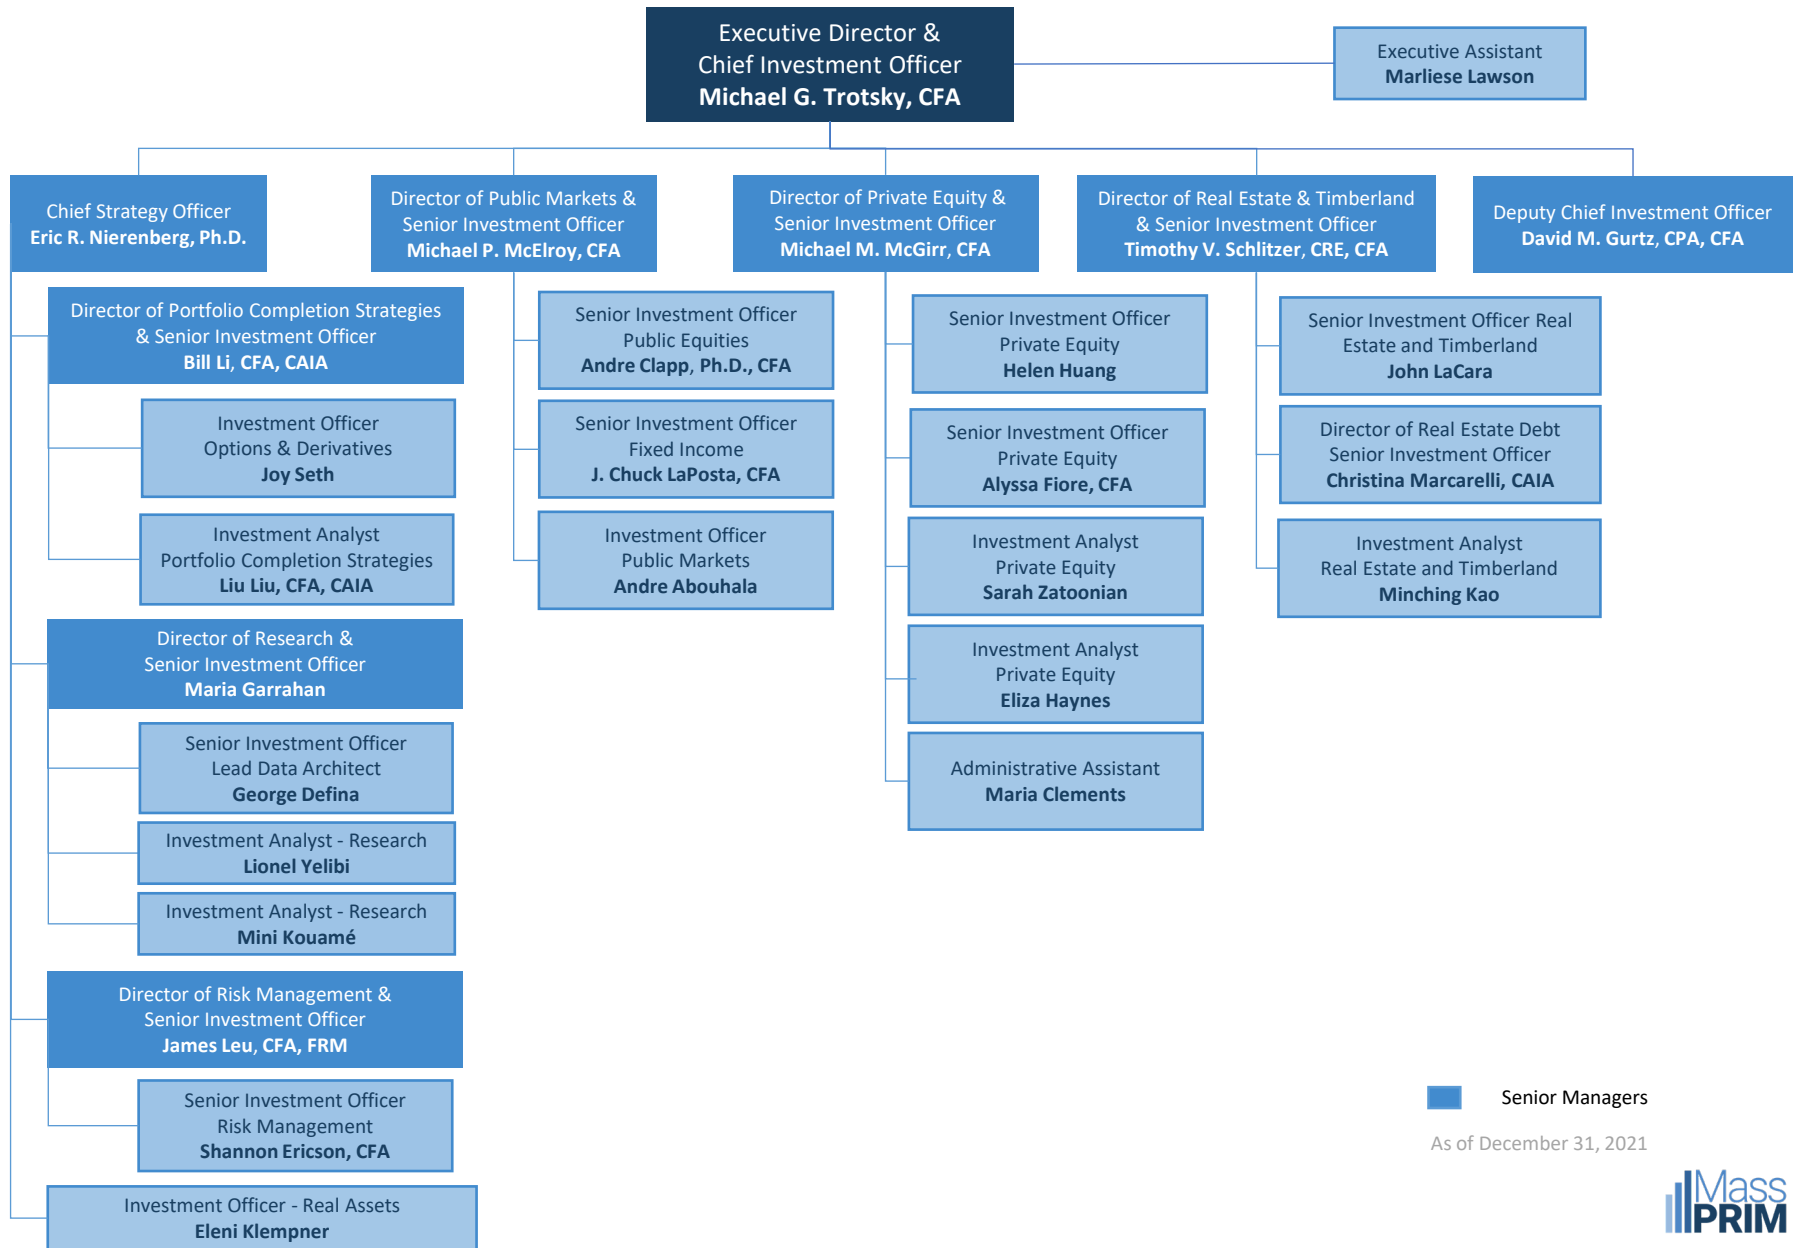 Executive Director &
Chief Investment Officer
Michael G. Trotsky, CFA
Executive Assistant
Marliese Lawson
Chief Strategy Officer
Eric R. Nierenberg, Ph.D.
Director of Public Markets &
Senior Investment Officer
Michael P. McElroy, CFA
Director of Private Equity &
Senior Investment Officer
Michael M. McGirr, CFA
Director of Real Estate & Timberland
& Senior Investment Officer
Timothy V. Schlitzer, CRE, CFA
Deputy Chief Investment Officer
David M. Gurtz, CPA, CFA
Director of Portfolio Completion Strategies
& Senior Investment Officer
Bill Li, CFA, CAIA
Investment Officer
Options & Derivatives
Joy Seth
Investment Analyst
Portfolio Completion Strategies
Liu Liu, CFA, CAIA
Director of Research &
Senior Investment Officer
Maria Garrahan
Senior Investment Officer
Lead Data Architect
George Defina
Investment Analyst - Research
Lionel Yelibi
Investment Analyst - Research
Mini Kouamé
Director of Risk Management &
Senior Investment Officer
James Leu, CFA, FRM
Senior Investment Officer
Risk Management
Shannon Ericson, CFA
Investment Officer - Real Assets
Eleni Klempner
Senior Investment Officer
Public Equities
Andre Clapp, Ph.D., CFA
Senior Investment Officer
Fixed Income
J. Chuck LaPosta, CFA
Investment Officer
Public Markets
Andre Abouhala
Senior Investment Officer
Private Equity
Helen Huang
Senior Investment Officer
Private Equity
Alyssa Fiore, CFA
Investment Analyst
Private Equity
Sarah Zatoonian
Investment Analyst
Private Equity
Eliza Haynes
Administrative Assistant
Maria Clements
Senior Investment Officer Real
Estate and Timberland
John LaCara
Director of Real Estate Debt
Senior Investment Officer
Christina Marcarelli, CAIA
Investment Analyst
Real Estate and Timberland
Minching Kao
Senior Managers
As of December 31, 2021
Mass
PRIM